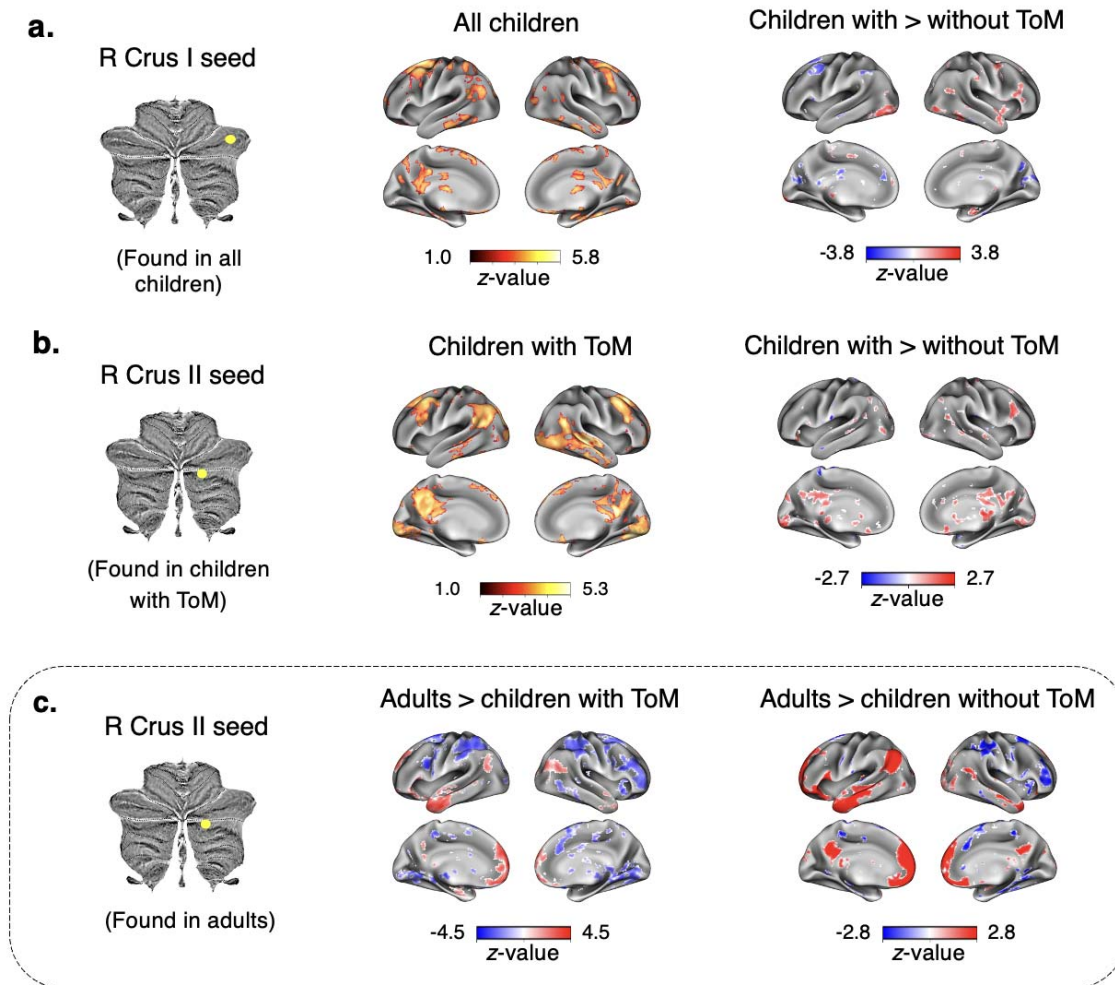 a.
R Crus I seed
All children
Children with > without ToM
(Found in all
children)
1.0
5.8
z-value
-3.8
3.8
z-value
b.
R Crus II seed
Children with ToM
Children with > without ToM
(Found in children
with ToM)
1.0
5.3
z-value
-2.7
2.7
z-value
c.
R Crus II seed
Adults > children with ToM
Adults > children without ToM
(Found in adults)
-4.5
4.5
z-value
-2.8
2.8
z-value